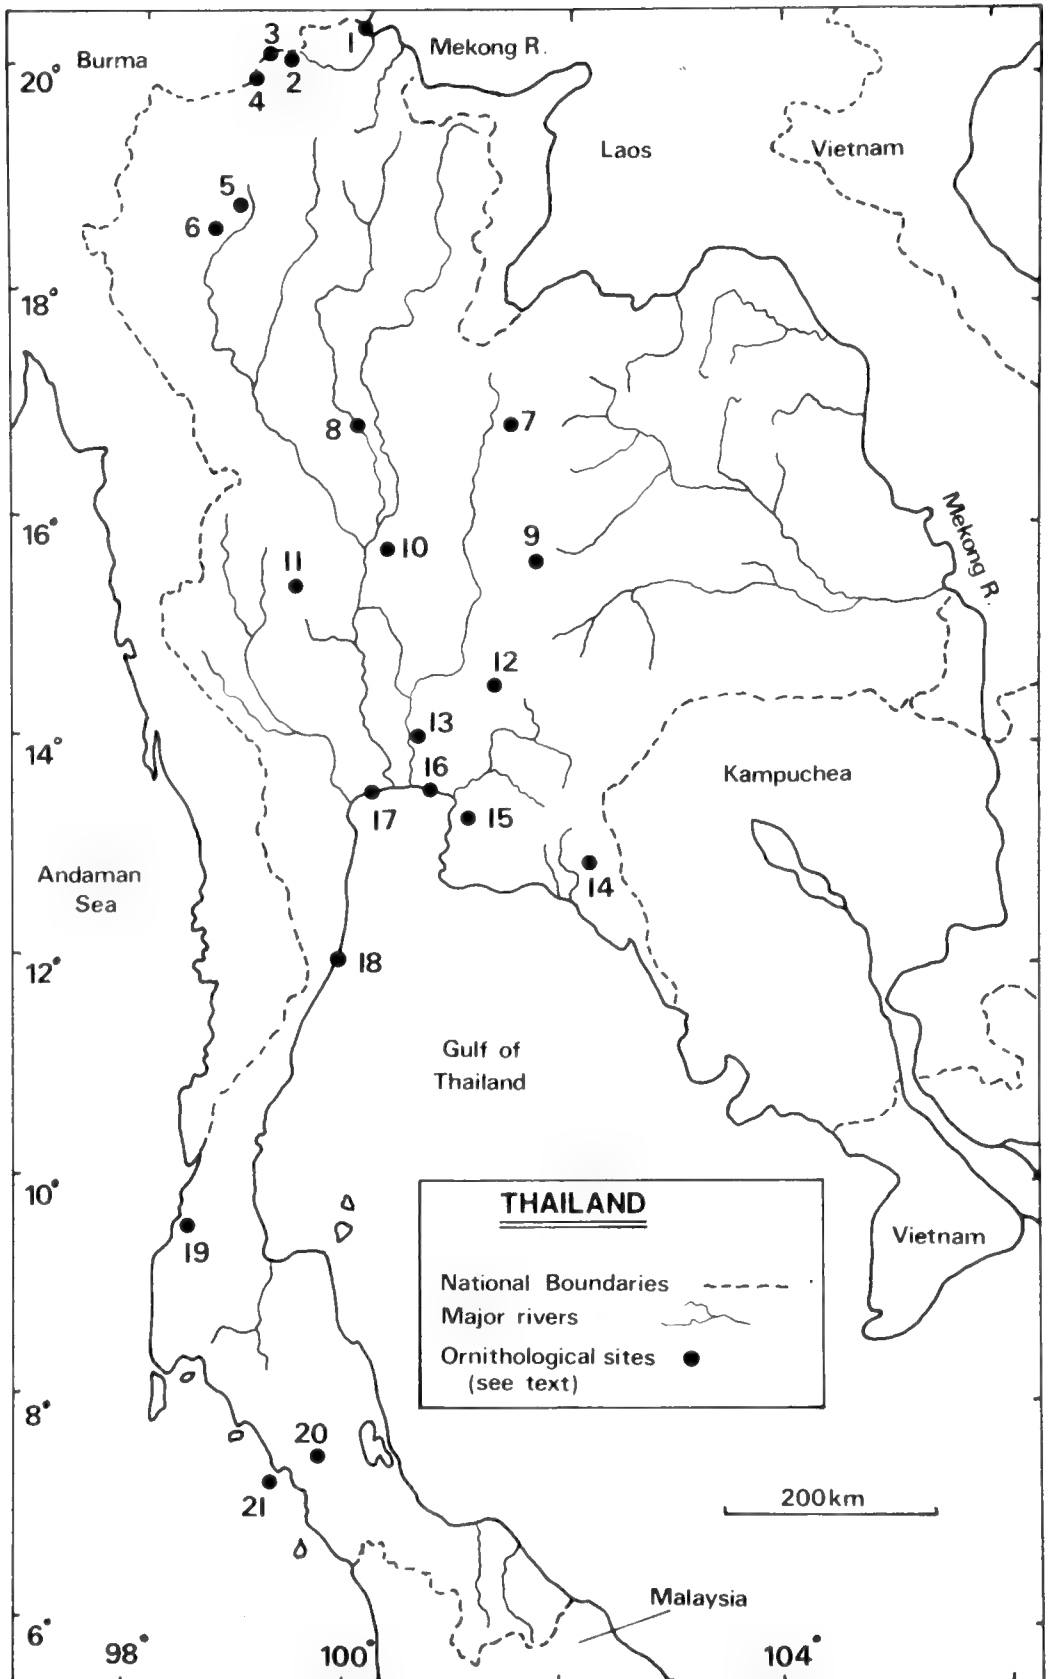 Burma
Mekong R.
20°
3
1
4
2
Laos
Vietnam
5
6
18°
8
7
16°
Mekong R.
11
10
9
12
14°
13
16
Kampuchea
17
15
14
Andaman
Sea
12°
18
Gulf of
Thailand
10°
19
THAILAND
National Boundaries
Major rivers
Ornithological sites
(see text)
Vietnam
8°
20
21
200km
Malaysia
6°
98°
100°
104°